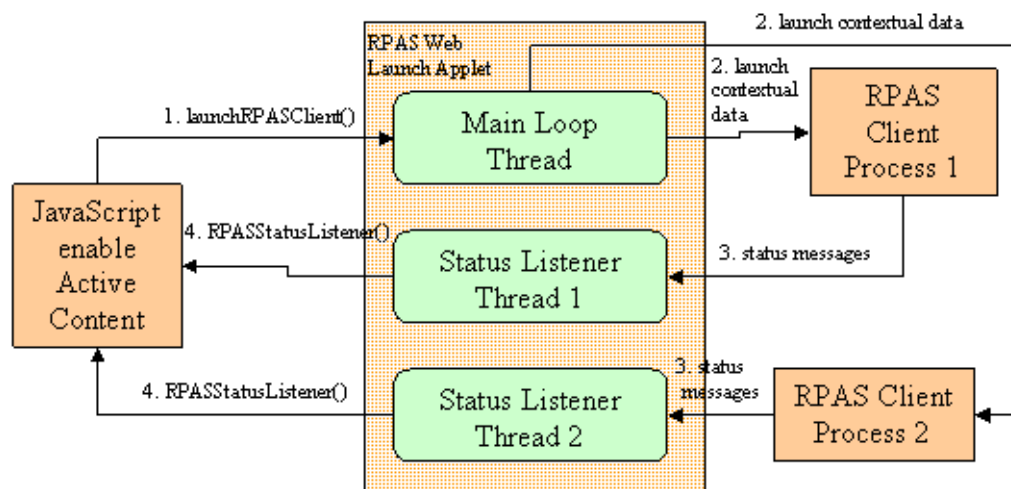 2. launch contextual data
RPAS Web
Launch Applet
2. launch
contextual
data
1. launchRPASClient()
Main Loop
Thread
RPAS
Client
Process 1
JavaScript
enable
Active
Content
4. RPASStatusListener()
Status Listener
Thread 1
3. status messages
4. RPASStatusListener()
Status Listener
Thread 2
3. status
messages
RPAS Client
Process 2